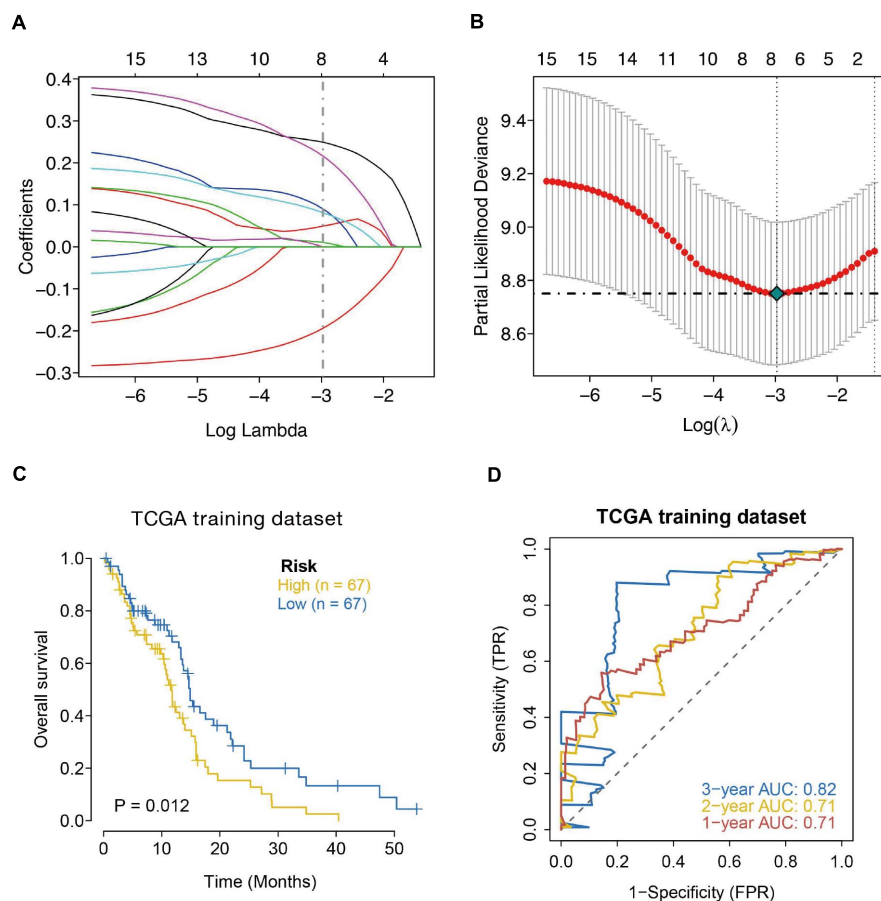 A
15 13 10 8 4
0.4
0.3
0.2
0.1
0.0
−0.1
−0.2
−0.3
Coefficients
−6 −5 −4 −3 −2
Log Lambda
B
15 15 14 11 10 8 6 2
9.4
9.2
9.0
8.8
8.6
Partial Likelihood Deviance
−6 −5 −4 −3 −2
Log(λ)
C
TCGA training dataset
1.0
0.8
0.6
0.4
0.2
0.0
Overall survival
Risk
High (n = 67)
Low (n = 67)
P = 0.012
0 10 20 30 40 50
Time (Months)
D
TCGA training dataset
1.0
0.8
0.6
0.4
0.2
0.0
Sensitivity (TPR)
3−year AUC: 0.82
2−year AUC: 0.71
1−year AUC: 0.71
0.0 0.2 0.4 0.6 0.8 1.0
1−Specificity (FPR)